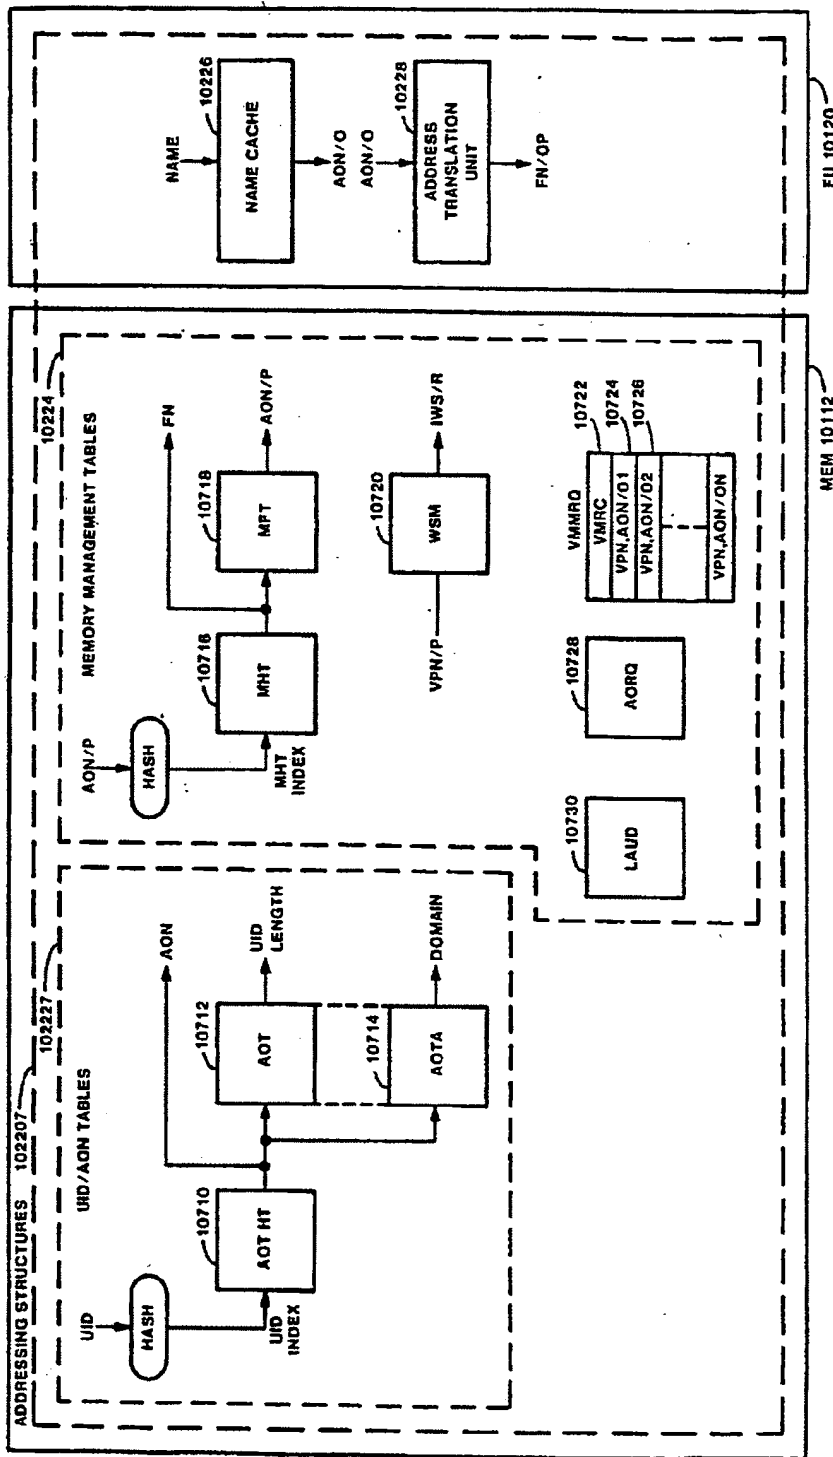 ADDRESSING STRUCTURES 102207
102227
UID/AON TABLES
UID
HASH
UID
INDEX
10710
AOT HT
AON
10712
AOT
UID
LENGTH
10714
AOTA
DOMAIN
10224
MEMORY MANAGEMENT TABLES
AON/P
HASH
MHT
INDEX
10716
MHT
FN
10718
MFT
AON/P
VPN/P
10720
WSM
IWS/R
10730
LAUD
10728
AORQ
VMMRQ
VMRC
10722
VPN,AON/O1
10724
VPN,AON/O2
10726
VPN,AON/ON
MEM 10112
NAME
10226
NAME CACHE
AON/O
AON/O
10228
ADDRESS
TRANSLATION
UNIT
FN/OP
FU 10120